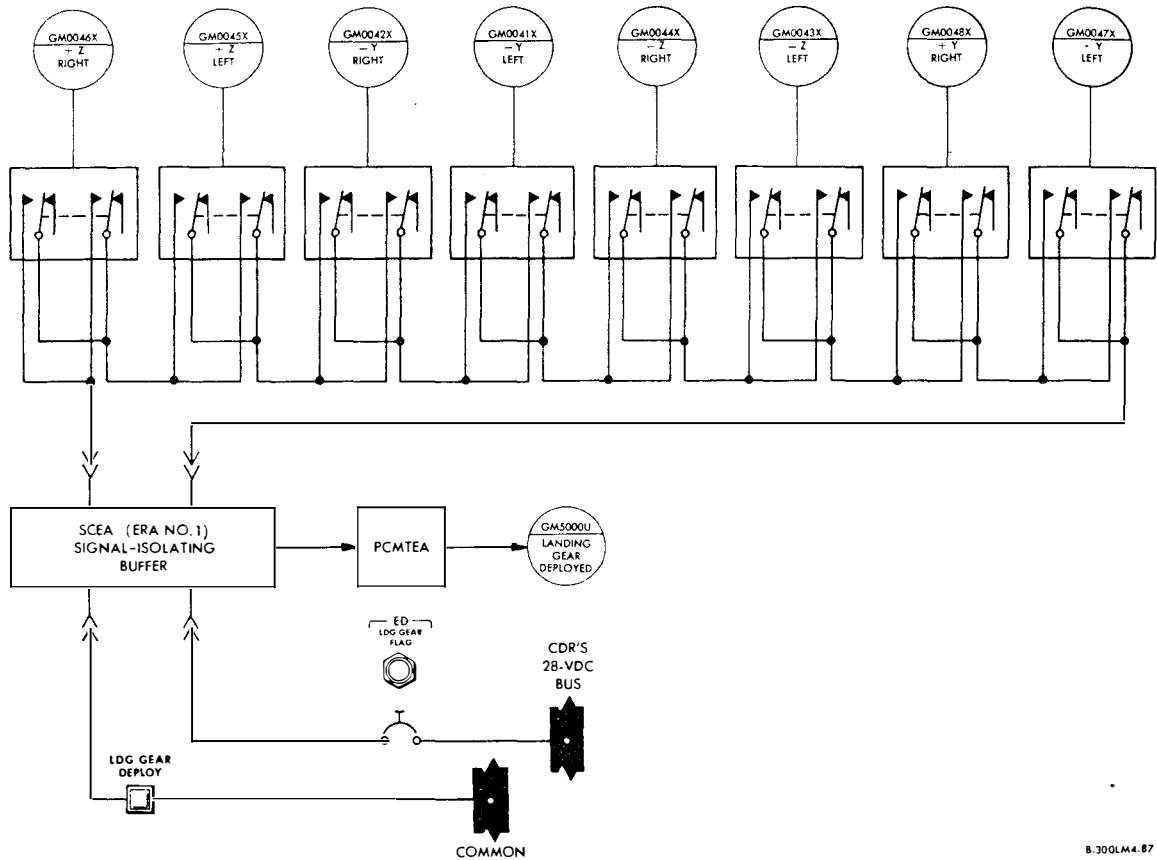 GM0046X
+ Z
RIGHT
GM0045X
+ Z
LEFT
GM0042X
— Y
RIGHT
GM0041X
— Y
LEFT
GM0044X
— Z
RIGHT
GM0043X
— Z
LEFT
GM0048X
+ Y
RIGHT
GM0047X
- Y
LEFT
SCEA (ERA NO.1)
SIGNAL-ISOLATING
BUFFER
PCMTEA
GM5000U
LANDING
GEAR
DEPLOYED
ED
LDG GEAR
FLAG
CDR'S
28-VDC
BUS
LDG GEAR
DEPLOY
COMMON
B-300LM4-87